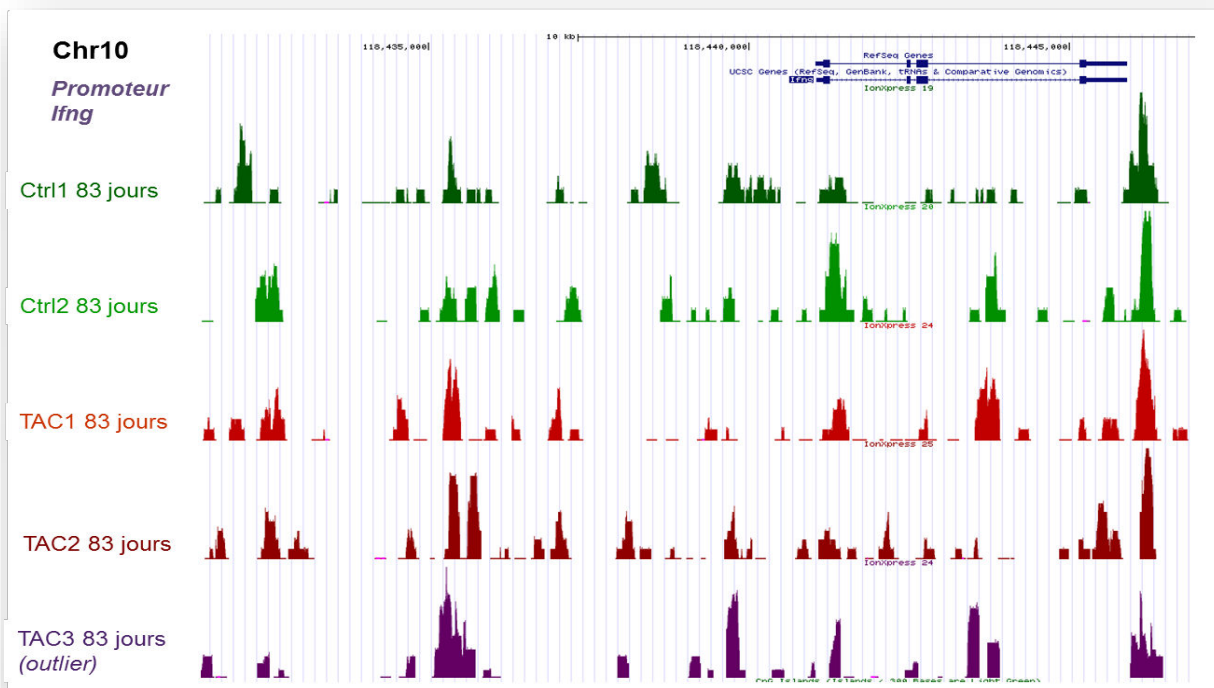 Chr10
Promoteur
Ifng
10 kb
118,435,000
118,440,000
118,445,000
RefSeq Genes
UCSC Genes (RefSeq, GenBank, tRNAs & Comparative Genomics)
Ifng
IonXpress 19
Ctrl1 83 jours
IonXpress 20
Ctrl2 83 jours
IonXpress 24
TAC1 83 jours
IonXpress 25
TAC2 83 jours
IonXpress 24
TAC3 83 jours
(outlier)
CpG Islands (Islands < 300 Bases are Light Green)